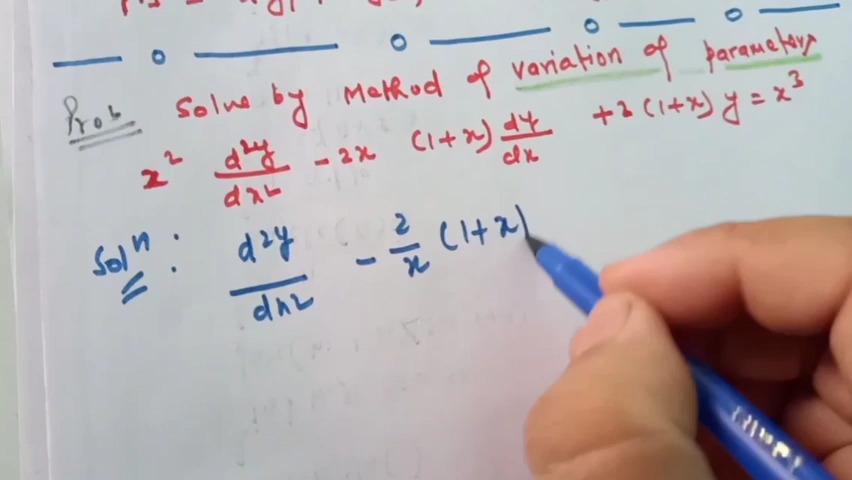 Prob Solve by Method of variation of parameters
x² d²y/dx² - 2x (1+x) dy/dx + 2 (1+x) y = x³
Solⁿ : d²y/dx² - 2/x (1+x)